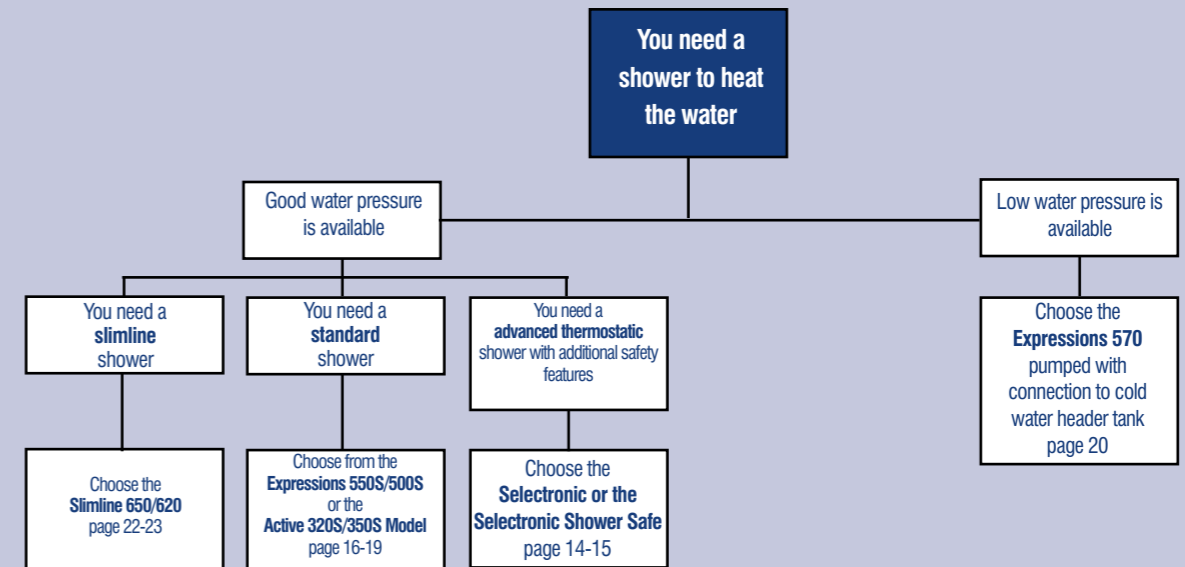 You need a
shower to heat
the water
Good water pressure
is available
Low water pressure is
available
You need a
slimline
shower
You need a
standard
shower
You need a
advanced thermostatic
shower with additional safety
features
Choose the
Expressions 570
pumped with
connection to cold
water header tank
page 20
Choose the
Slimline 650/620
page 22-23
Choose from the
Expressions 550S/500S
or the
Active 320S/350S Model
page 16-19
Choose the
Selectronic or the
Selectronic Shower Safe
page 14-15